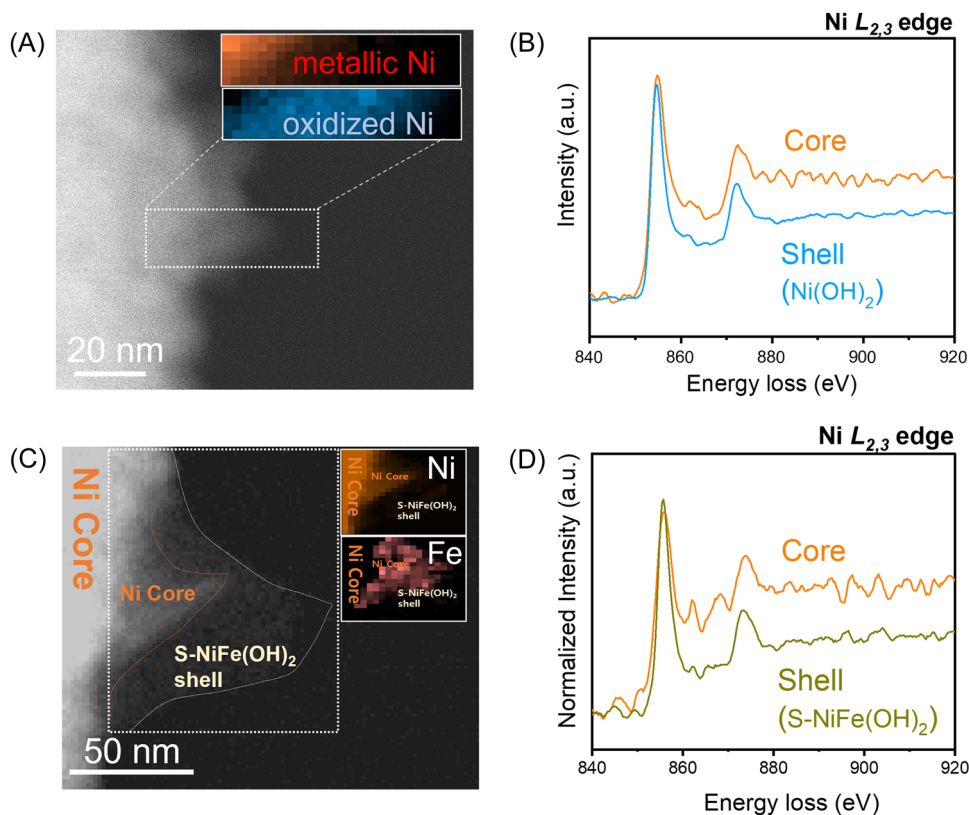 (A)
metallic Ni
oxidized Ni
20 nm
(B)
Ni L2,3 edge
Intensity (a.u.)
Core
Shell
(Ni(OH)2)
840 860 880 900 920
Energy loss (eV)
(C)
Ni Core
Ni Core
S-NiFe(OH)2
shell
50 nm
Ni
Ni Core
Ni Core
S-NiFe(OH)2
shell
Fe
Ni Core
Ni Core
S-NiFe(OH)2
shell
(D)
Ni L2,3 edge
Normalized Intensity (a.u.)
Core
Shell
(S-NiFe(OH)2)
840 860 880 900 920
Energy loss (eV)